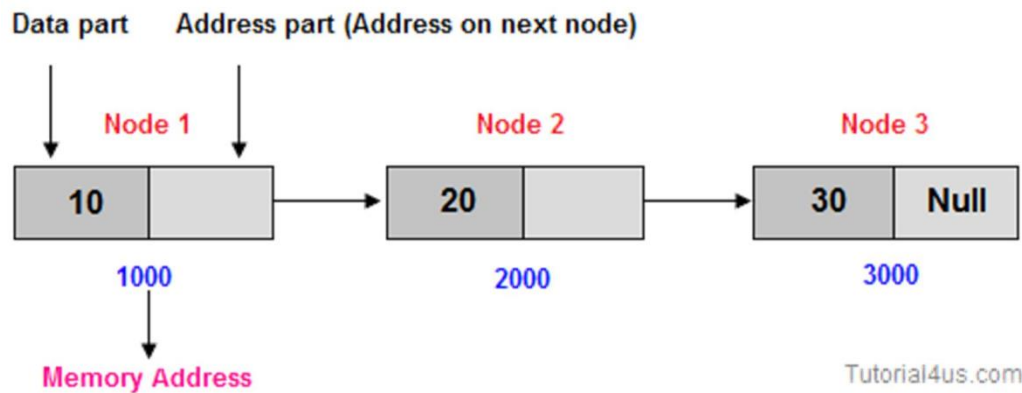 Data part Address part (Address on next node)
Node 1 Node 2 Node 3
10 20 30 Null
1000 2000 3000
Memory Address
Tutorial4us.com